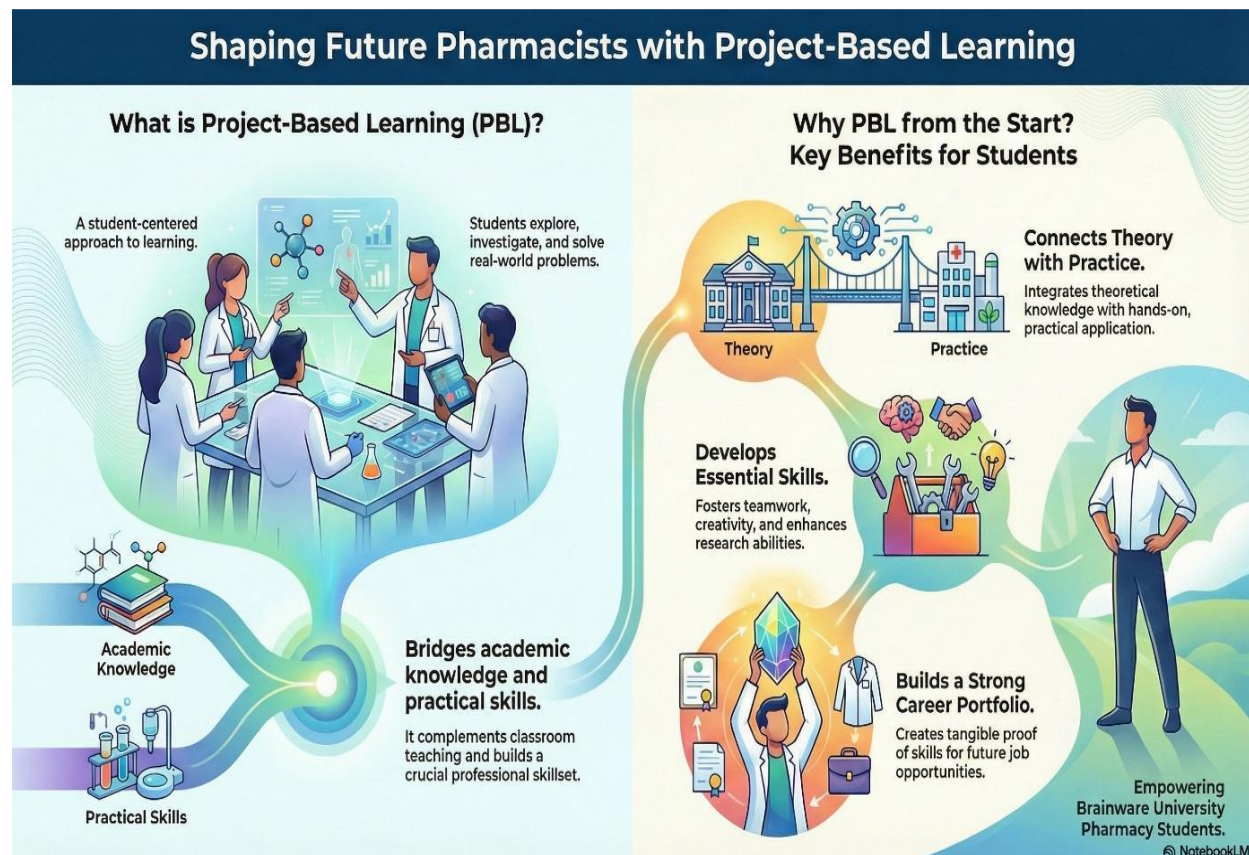 Shaping Future Pharmacists with Project-Based Learning
What is Project-Based Learning (PBL)?
A student-centered
approach to learning.
Students explore,
investigate, and solve
real-world problems.
Academic
Knowledge
Practical Skills
Bridges academic
knowledge and
practical skills.
It complements classroom
teaching and builds a
crucial professional skillset.
Why PBL from the Start?
Key Benefits for Students
Theory
Practice
Connects Theory
with Practice.
Integrates theoretical
knowledge with hands-on,
practical application.
Develops
Essential Skills.
Fosters teamwork,
creativity, and enhances
research abilities.
Builds a Strong
Career Portfolio.
Creates tangible proof
of skills for future job
opportunities.
Empowering
Brainware University
Pharmacy Students.
NotebookLM